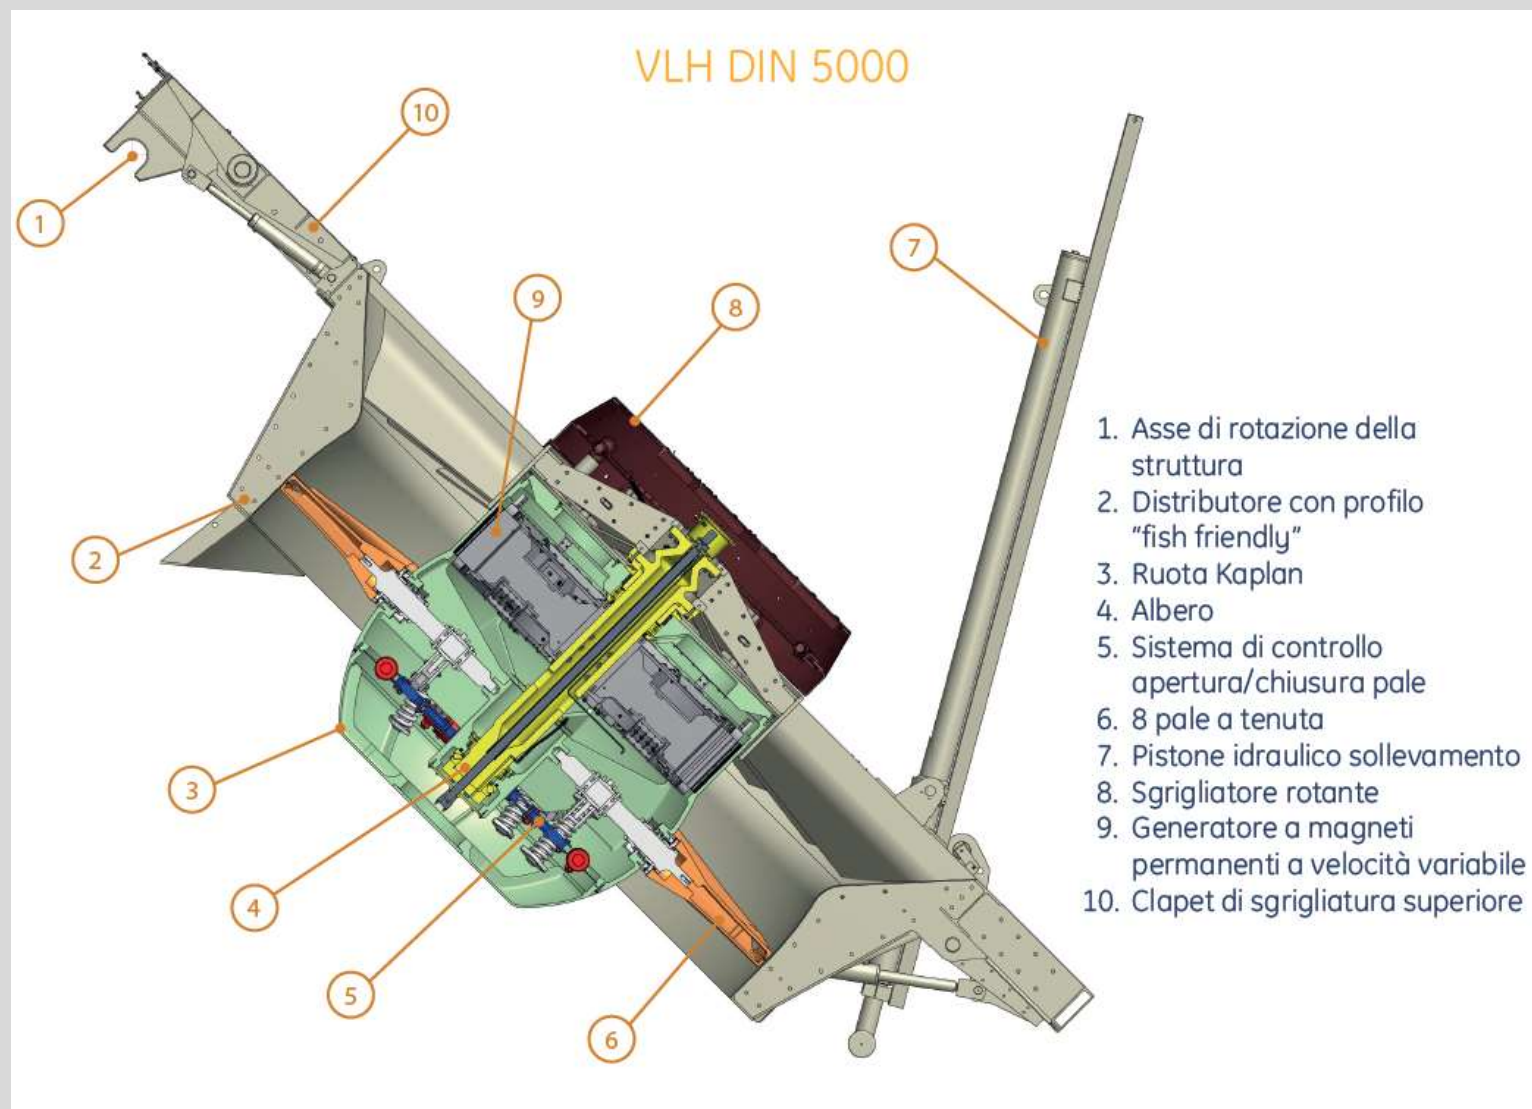 VLH DIN 5000
10
1
7
9
8
2
3
4
5
6
1. Asse di rotazione della
struttura
2. Distributore con profilo
"fish friendly"
3. Ruota Kaplan
4. Albero
5. Sistema di controllo
apertura/chiusura pale
6. 8 pale a tenuta
7. Pistone idraulico sollevamento
8. Sgrigliatore rotante
9. Generatore a magneti
permanenti a velocità variabile
10. Clapet di sgrigliatura superiore